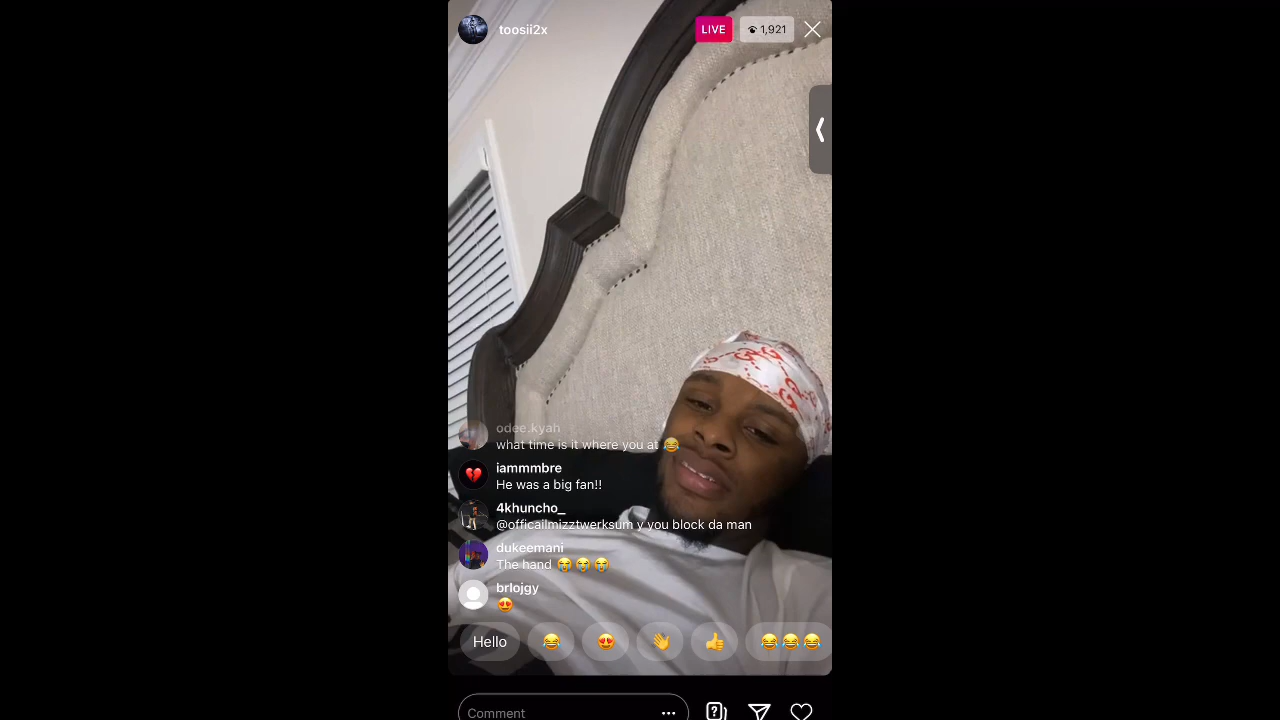 toosii2x
LIVE
1,921
odee.kyah
what time is it where you at 😂
iammmbre
He was a big fan!!
4khuncho_
@officailmizztwerksum y you block da man
dukeemani
The hand 😭😭😭
brlojgy
😍
Hello 😂 😍 👋 👍 😂😂😂
Comment